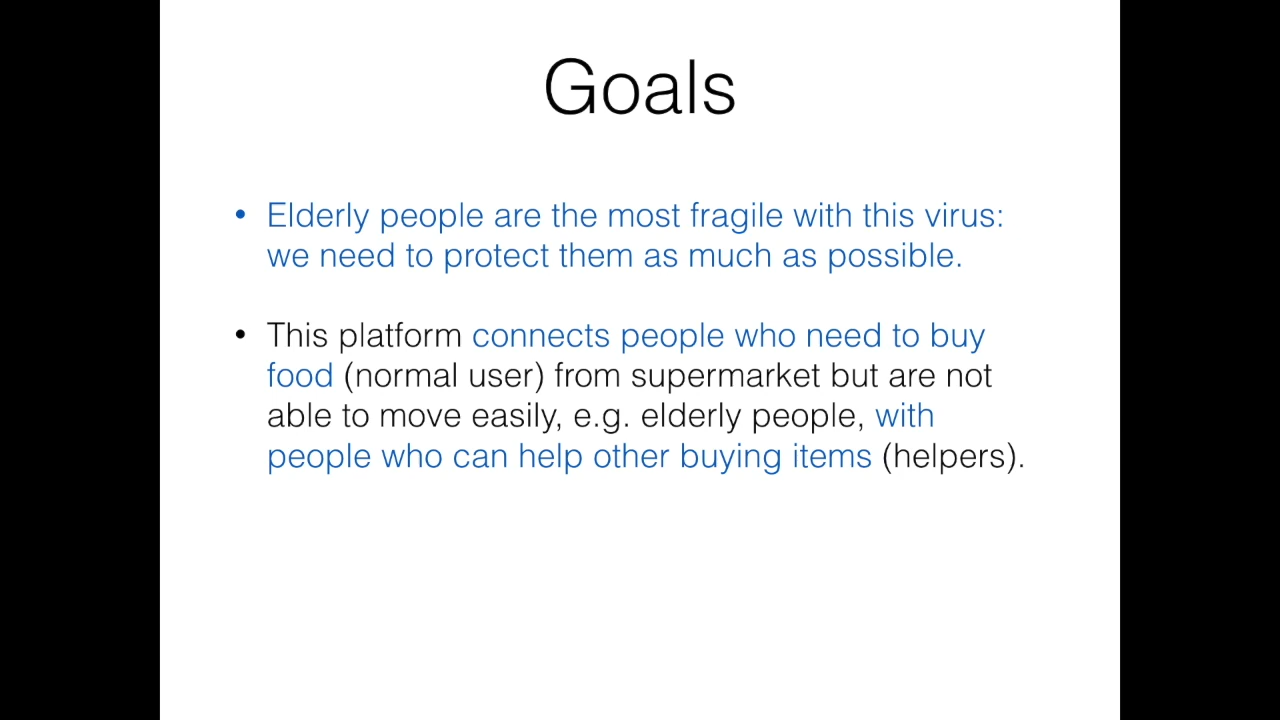 Goals
• Elderly people are the most fragile with this virus:
we need to protect them as much as possible.
• This platform connects people who need to buy
food (normal user) from supermarket but are not
able to move easily, e.g. elderly people, with
people who can help other buying items (helpers).